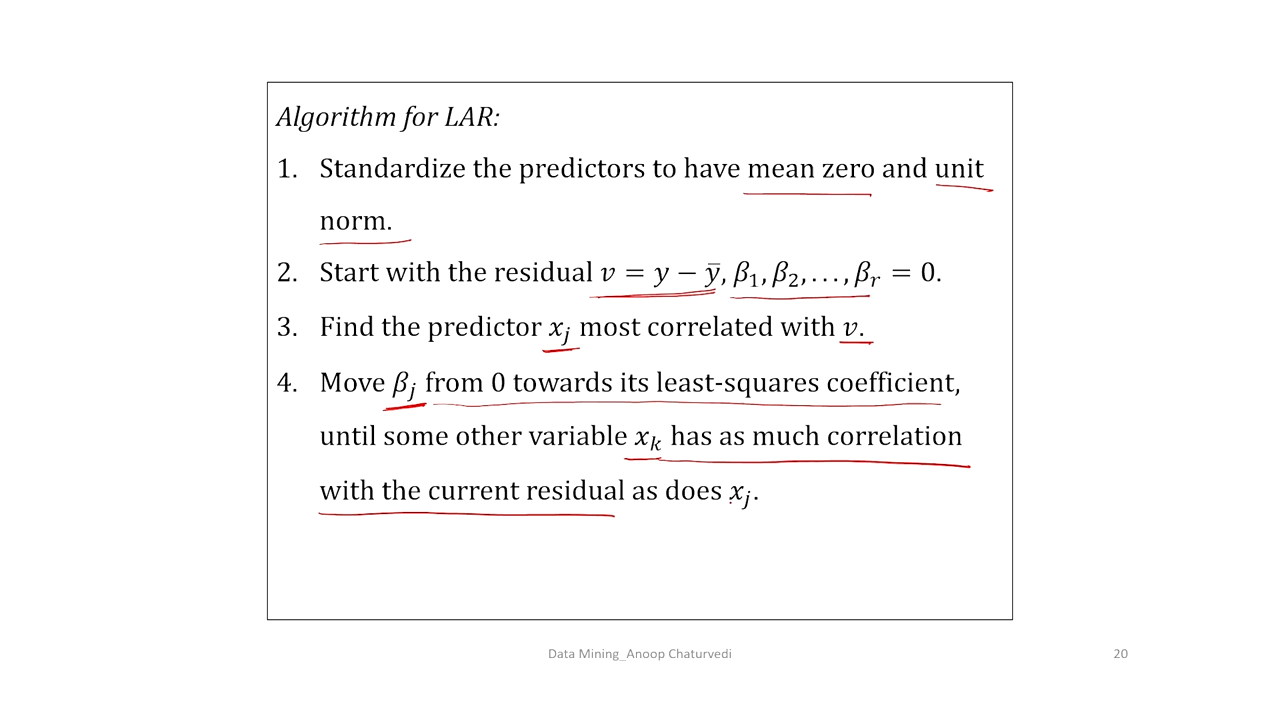 Algorithm for LAR:
1. Standardize the predictors to have mean zero and unit
norm.
2. Start with the residual v = y − ȳ, β₁, β₂, . . . , βᵣ = 0.
3. Find the predictor xⱼ most correlated with v.
4. Move βⱼ from 0 towards its least-squares coefficient,
until some other variable xₖ has as much correlation
with the current residual as does xⱼ.
Data Mining_Anoop Chaturvedi
20